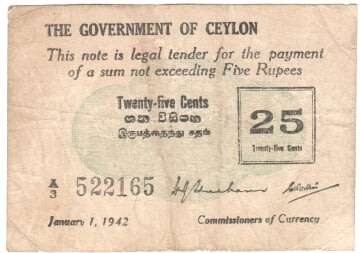 THE GOVERNMENT OF CEYLON
This note is legal tender for the payment
of a sum not exceeding Five Rupees
Twenty-five Cents
ශත විසිපහ
இருபத்தைந்து சதம்
25
Twenty-five Cents
A/3 522165
January 1, 1942
Commissioners of Currency